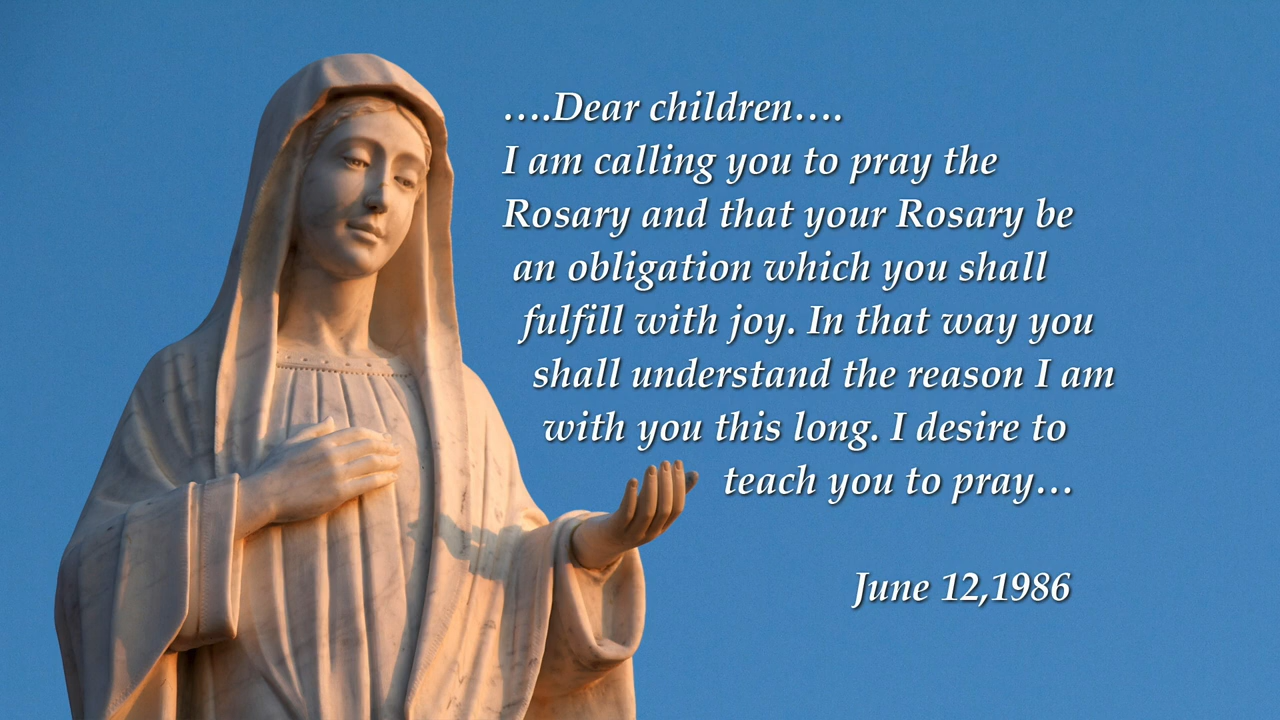 ….Dear children….
I am calling you to pray the
Rosary and that your Rosary be
an obligation which you shall
fulfill with joy. In that way you
shall understand the reason I am
with you this long. I desire to
teach you to pray…
June 12,1986